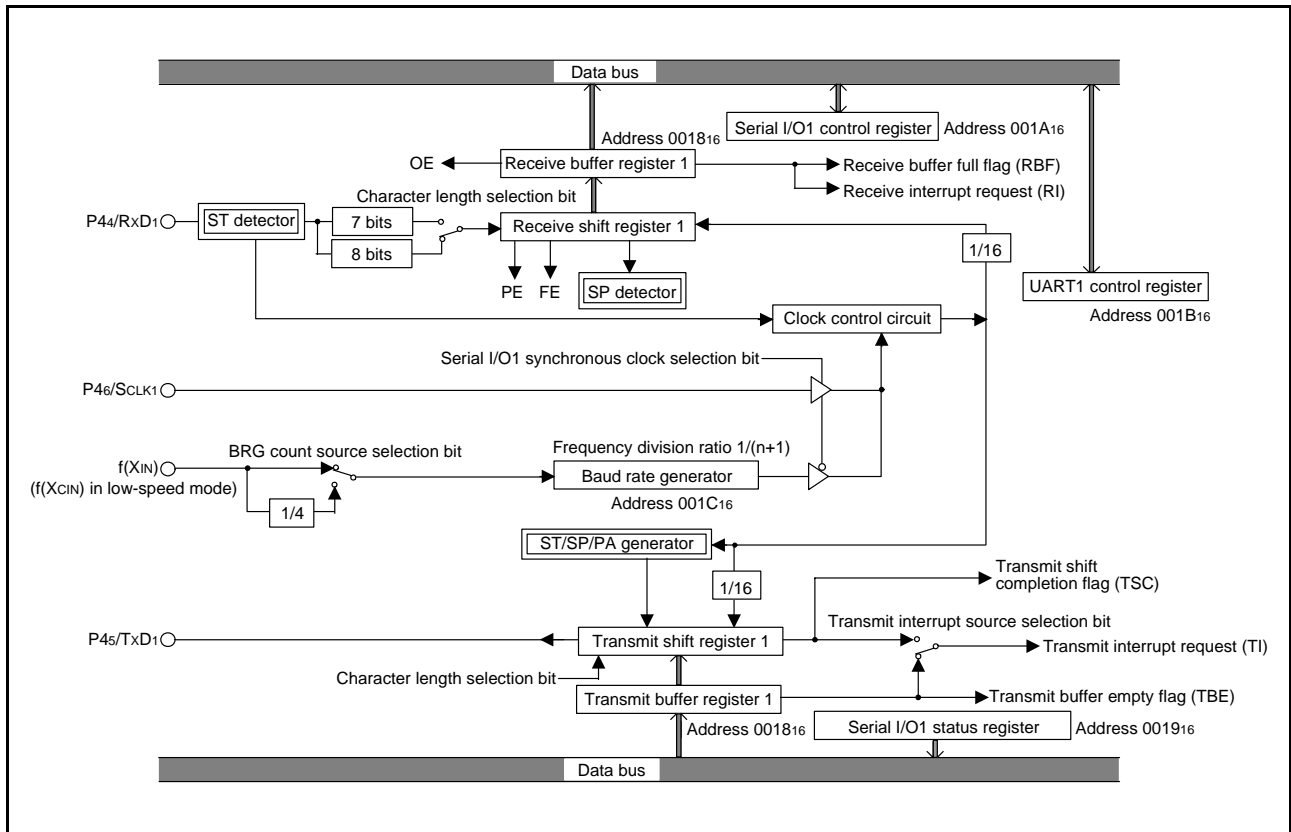 Data bus
Serial I/O1 control register Address 001A16
Address 001816
OE Receive buffer register 1 Receive buffer full flag (RBF)
Receive interrupt request (RI)
Character length selection bit
P44/RXD1 ST detector 7 bits Receive shift register 1
8 bits 1/16
PE FE SP detector UART1 control register
Clock control circuit Address 001B16
Serial I/O1 synchronous clock selection bit
P46/SCLK1
BRG count source selection bit Frequency division ratio 1/(n+1)
f(XIN) Baud rate generator
(f(XCIN) in low-speed mode)
1/4 Address 001C16
ST/SP/PA generator
1/16 Transmit shift
completion flag (TSC)
Transmit interrupt source selection bit
P45/TXD1 Transmit shift register 1 Transmit interrupt request (TI)
Character length selection bit
Transmit buffer register 1 Transmit buffer empty flag (TBE)
Address 001816 Serial I/O1 status register Address 001916
Data bus